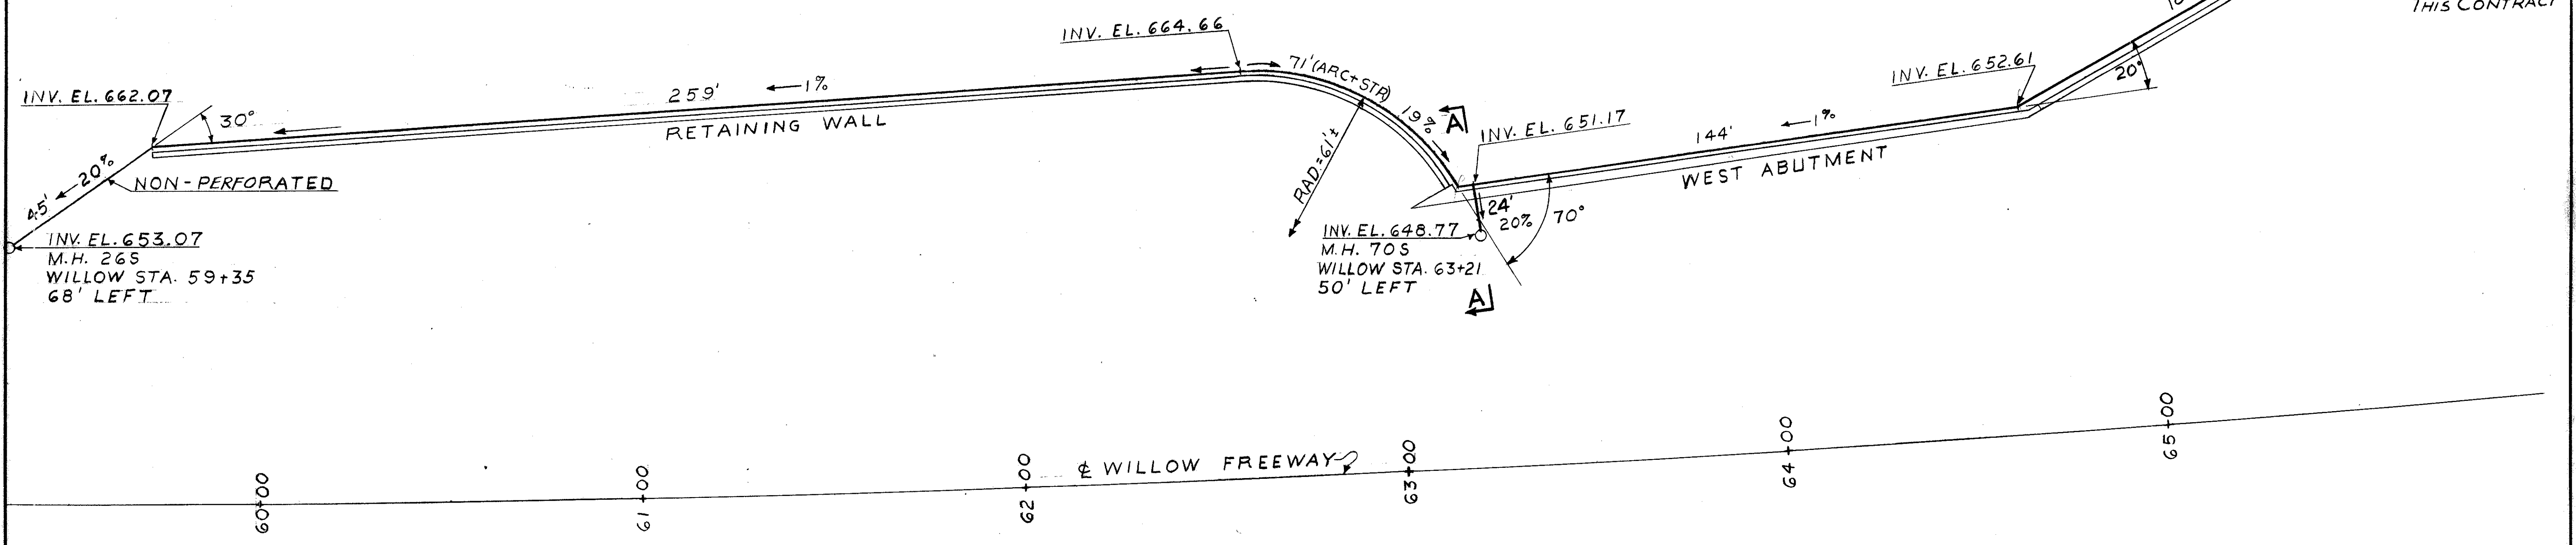 THIS CONTRACT
INV. EL. 664.66
71' (ARC + STR)
19%
INV. EL. 652.61
20°
INV. EL. 662.07
30°
259'
1%
RETAINING WALL
A
INV. EL. 651.17
144'
1%
WEST ABUTMENT
20%
NON-PERFORATED
45'
RAD.=61'±
24'
20%
70°
INV. EL. 653.07
M.H. 26S
WILLOW STA. 59+35
68' LEFT
INV. EL. 648.77
M.H. 70S
WILLOW STA. 63+21
50' LEFT
A
℄ WILLOW FREEWAY
60+00
61+00
62+00
63+00
64+00
65+00